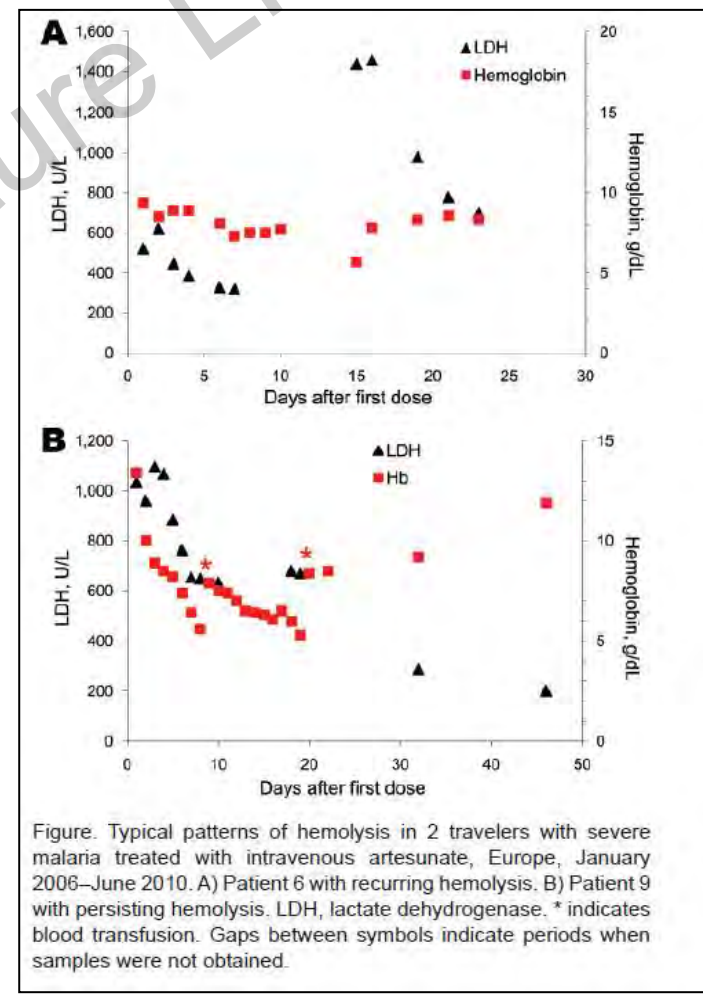 ure Li
A
1,600
1,400
1,200
1,000
800
600
400
200
0
LDH, U/L
20
15
10
5
0
Hemoglobin, g/dL
LDH
Hemoglobin
0 5 10 15 20 25 30
Days after first dose
B
1,200
1,000
800
600
400
200
0
LDH, U/L
15
10
5
0
Hemoglobin, g/dL
LDH
Hb
*
*
0 10 20 30 40 50
Days after first dose
Figure. Typical patterns of hemolysis in 2 travelers with severe
malaria treated with intravenous artesunate, Europe, January
2006–June 2010. A) Patient 6 with recurring hemolysis. B) Patient 9
with persisting hemolysis. LDH, lactate dehydrogenase. * indicates
blood transfusion. Gaps between symbols indicate periods when
samples were not obtained.